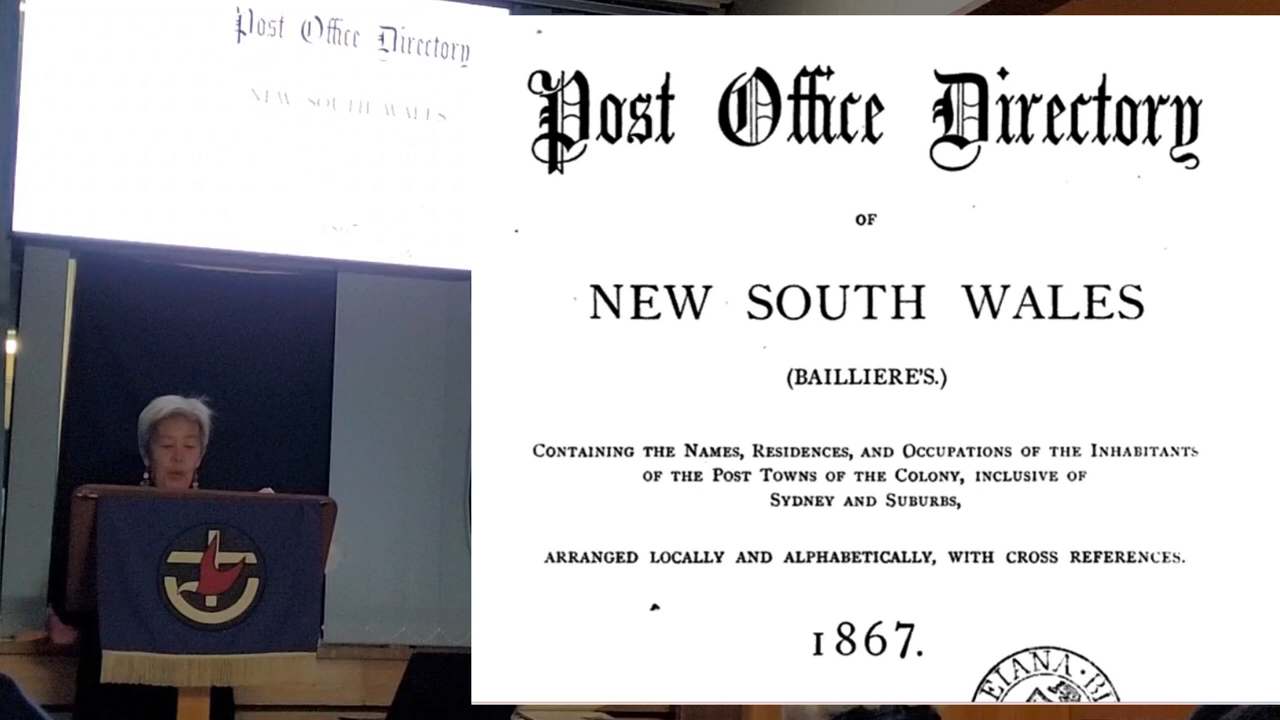 Post Office Directory
NEW SOUTH WALES
Post Office Directory
OF
NEW SOUTH WALES
(BAILLIERE'S.)
CONTAINING THE NAMES, RESIDENCES, AND OCCUPATIONS OF THE INHABITANTS
OF THE POST TOWNS OF THE COLONY, INCLUSIVE OF
SYDNEY AND SUBURBS,
ARRANGED LOCALLY AND ALPHABETICALLY, WITH CROSS REFERENCES.
1867.
EIANA · BI